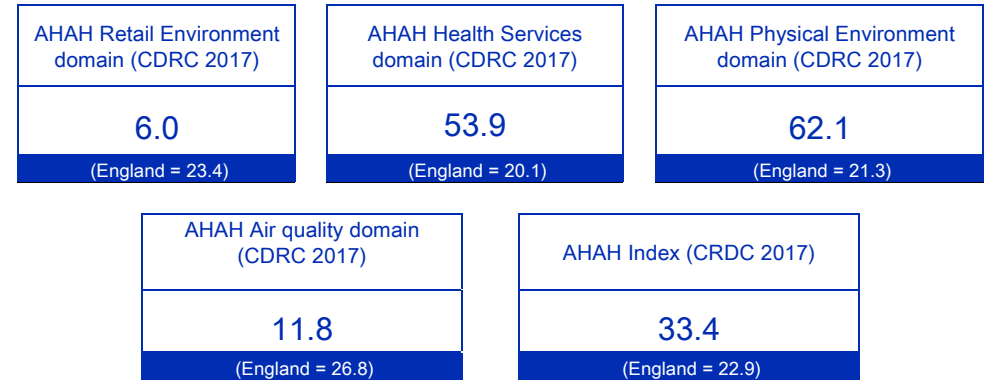 AHAH Retail Environment
domain (CDRC 2017)
6.0
(England = 23.4)
AHAH Health Services
domain (CDRC 2017)
53.9
(England = 20.1)
AHAH Physical Environment
domain (CDRC 2017)
62.1
(England = 21.3)
AHAH Air quality domain
(CDRC 2017)
11.8
(England = 26.8)
AHAH Index (CRDC 2017)
33.4
(England = 22.9)